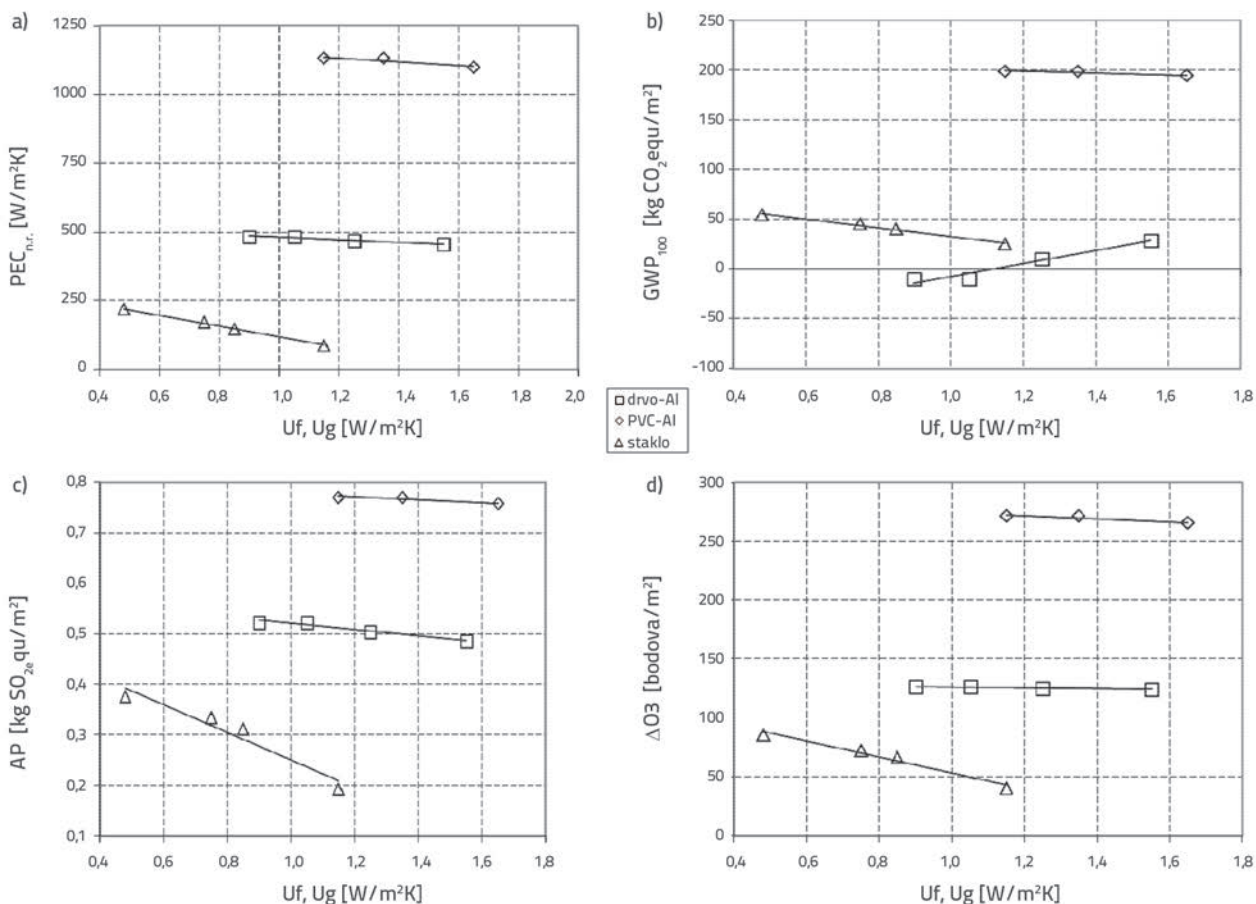 a)
PECn.r. [W/m²K]
1250
1000
750
500
250
0
0,4 0,6 0,8 1,0 1,2 1,4 1,6 1,8 2,0
Uf, Ug [W/m²K]
b)
GWP100 [kg CO2equ/m²]
250
200
150
100
50
0
-50
-100
0,4 0,6 0,8 1,0 1,2 1,4 1,6 1,8
Uf, Ug [W/m²K]
drvo-Al
PVC-Al
staklo
c)
AP [kg SO2equ/m²]
0,8
0,7
0,6
0,5
0,4
0,3
0,2
0,1
0,4 0,6 0,8 1,0 1,2 1,4 1,6 1,8
Uf, Ug [W/m²K]
d)
ΔO3 [bodova/m²]
300
250
200
150
100
50
0
0,4 0,6 0,8 1,0 1,2 1,4 1,6 1,8
Uf, Ug [W/m²K]